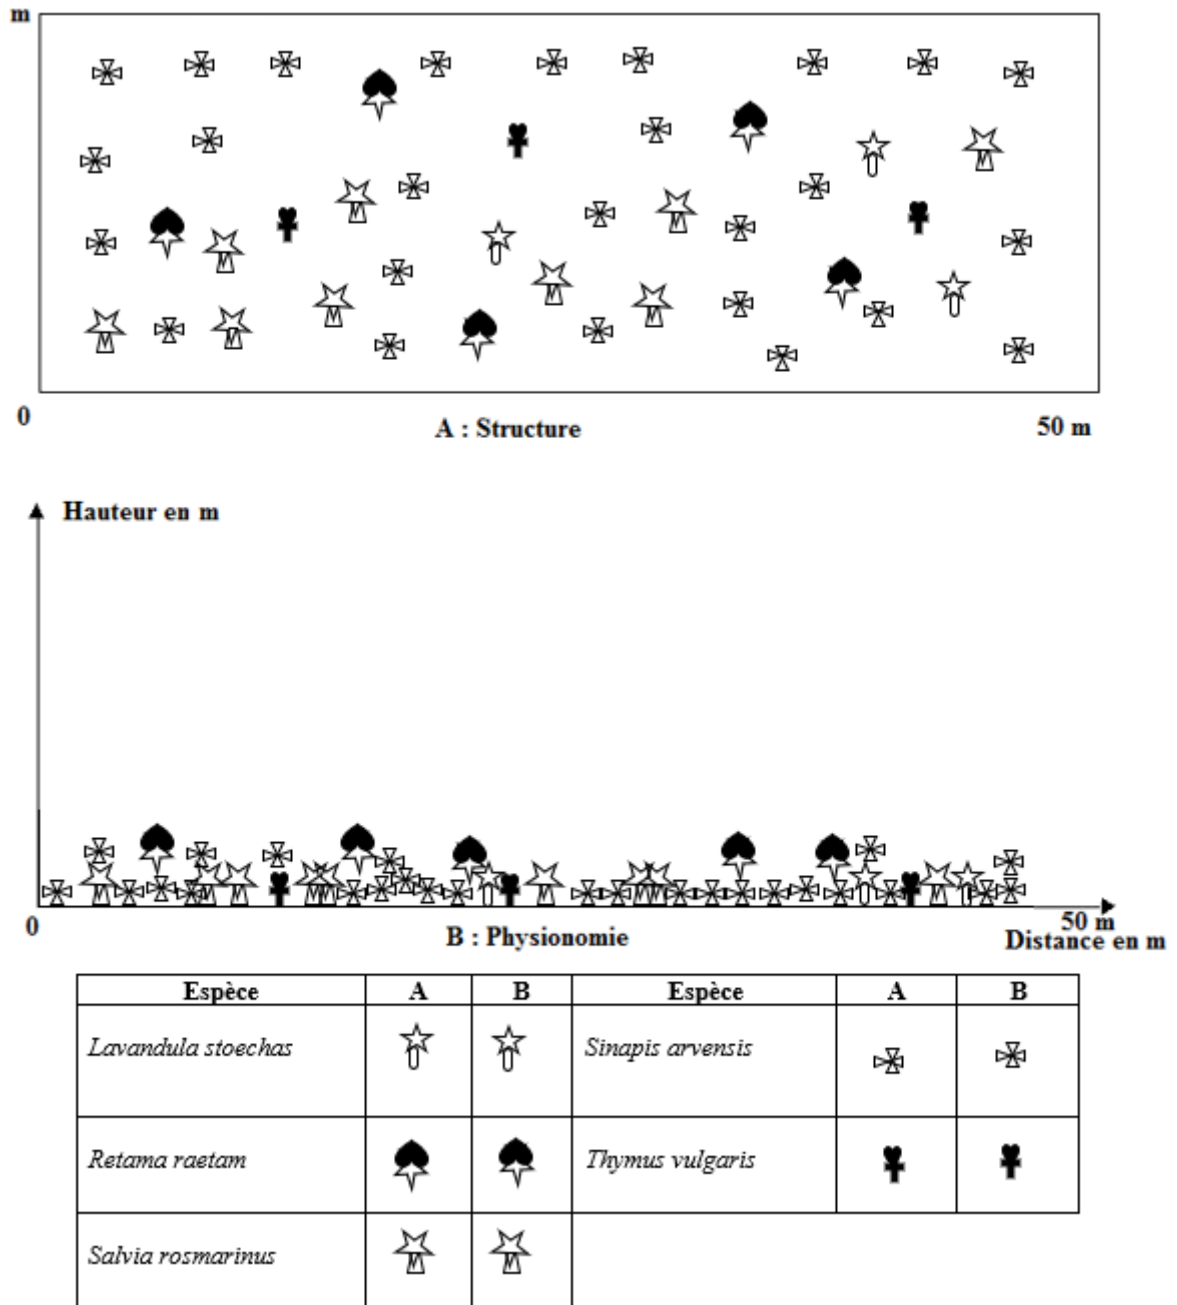 m
0
50 m
A : Structure
Hauteur en m
0
50 m
B : Physionomie
Distance en m
Espèce A B Espèce A B
Lavandula stoechas Sinapis arvensis
Retama raetam Thymus vulgaris
Salvia rosmarinus